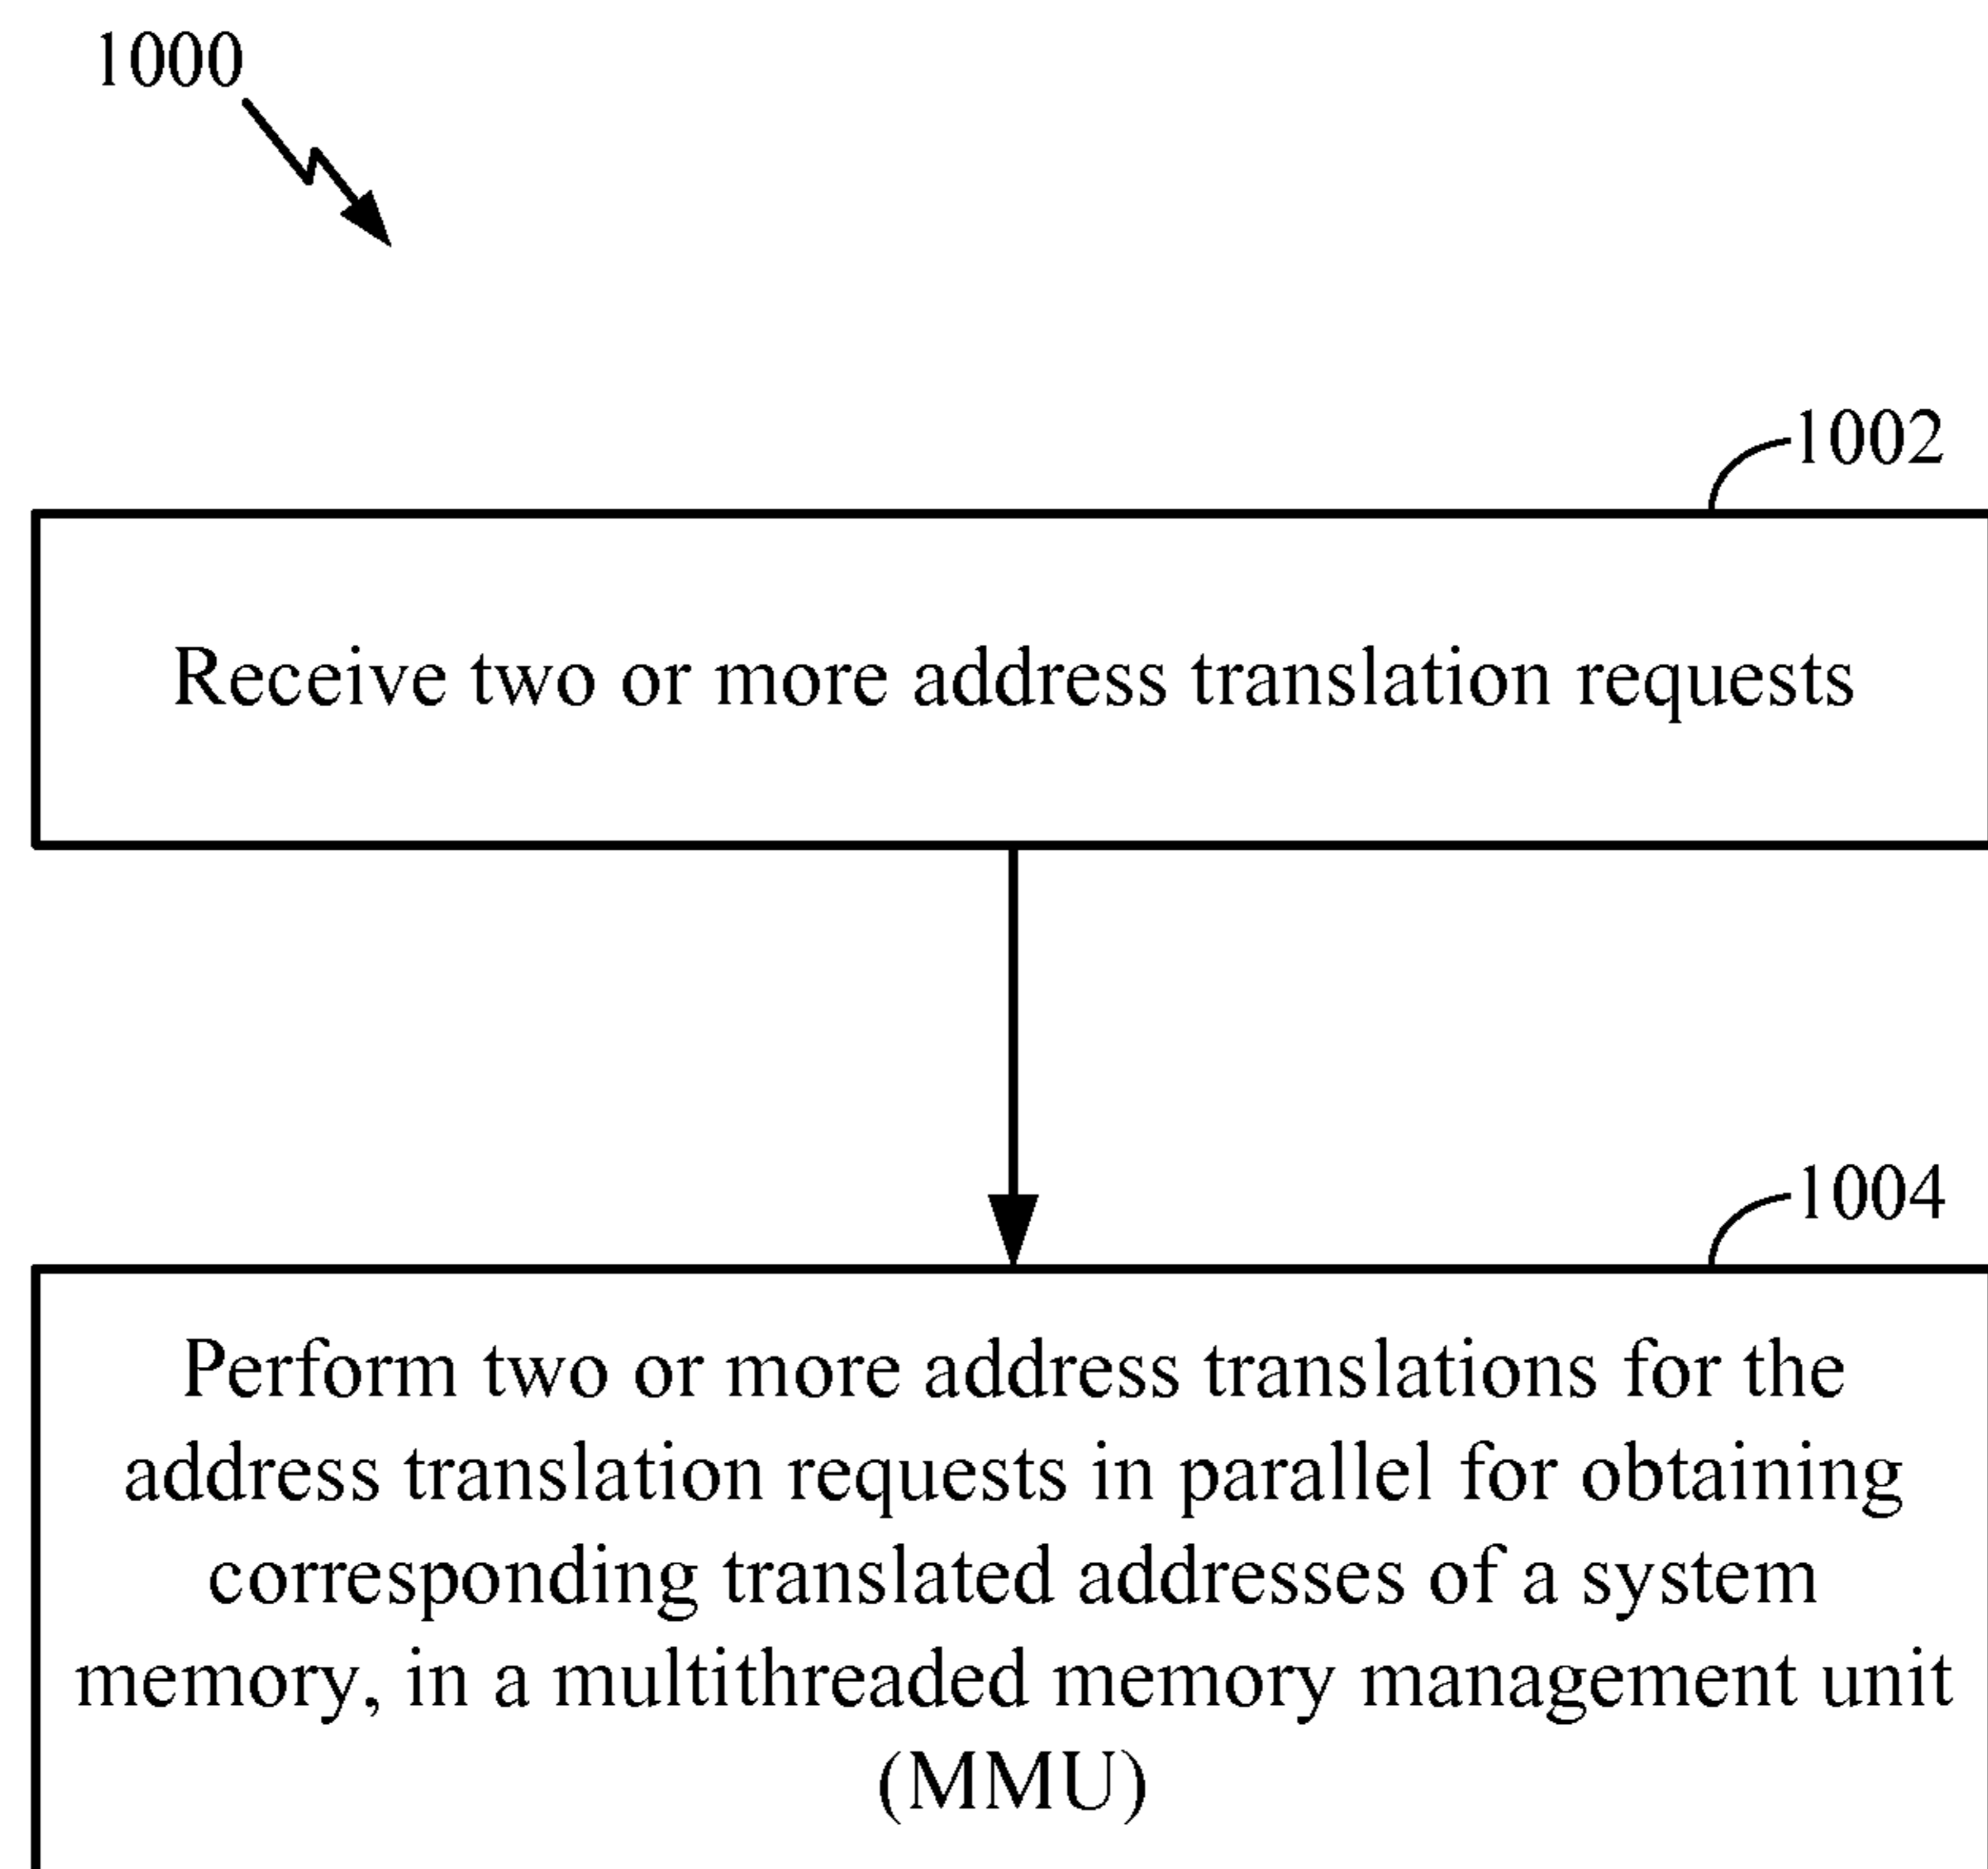 1000
1002
Receive two or more address translation requests
1004
Perform two or more address translations for the
address translation requests in parallel for obtaining
corresponding translated addresses of a system
memory, in a multithreaded memory management unit
(MMU)